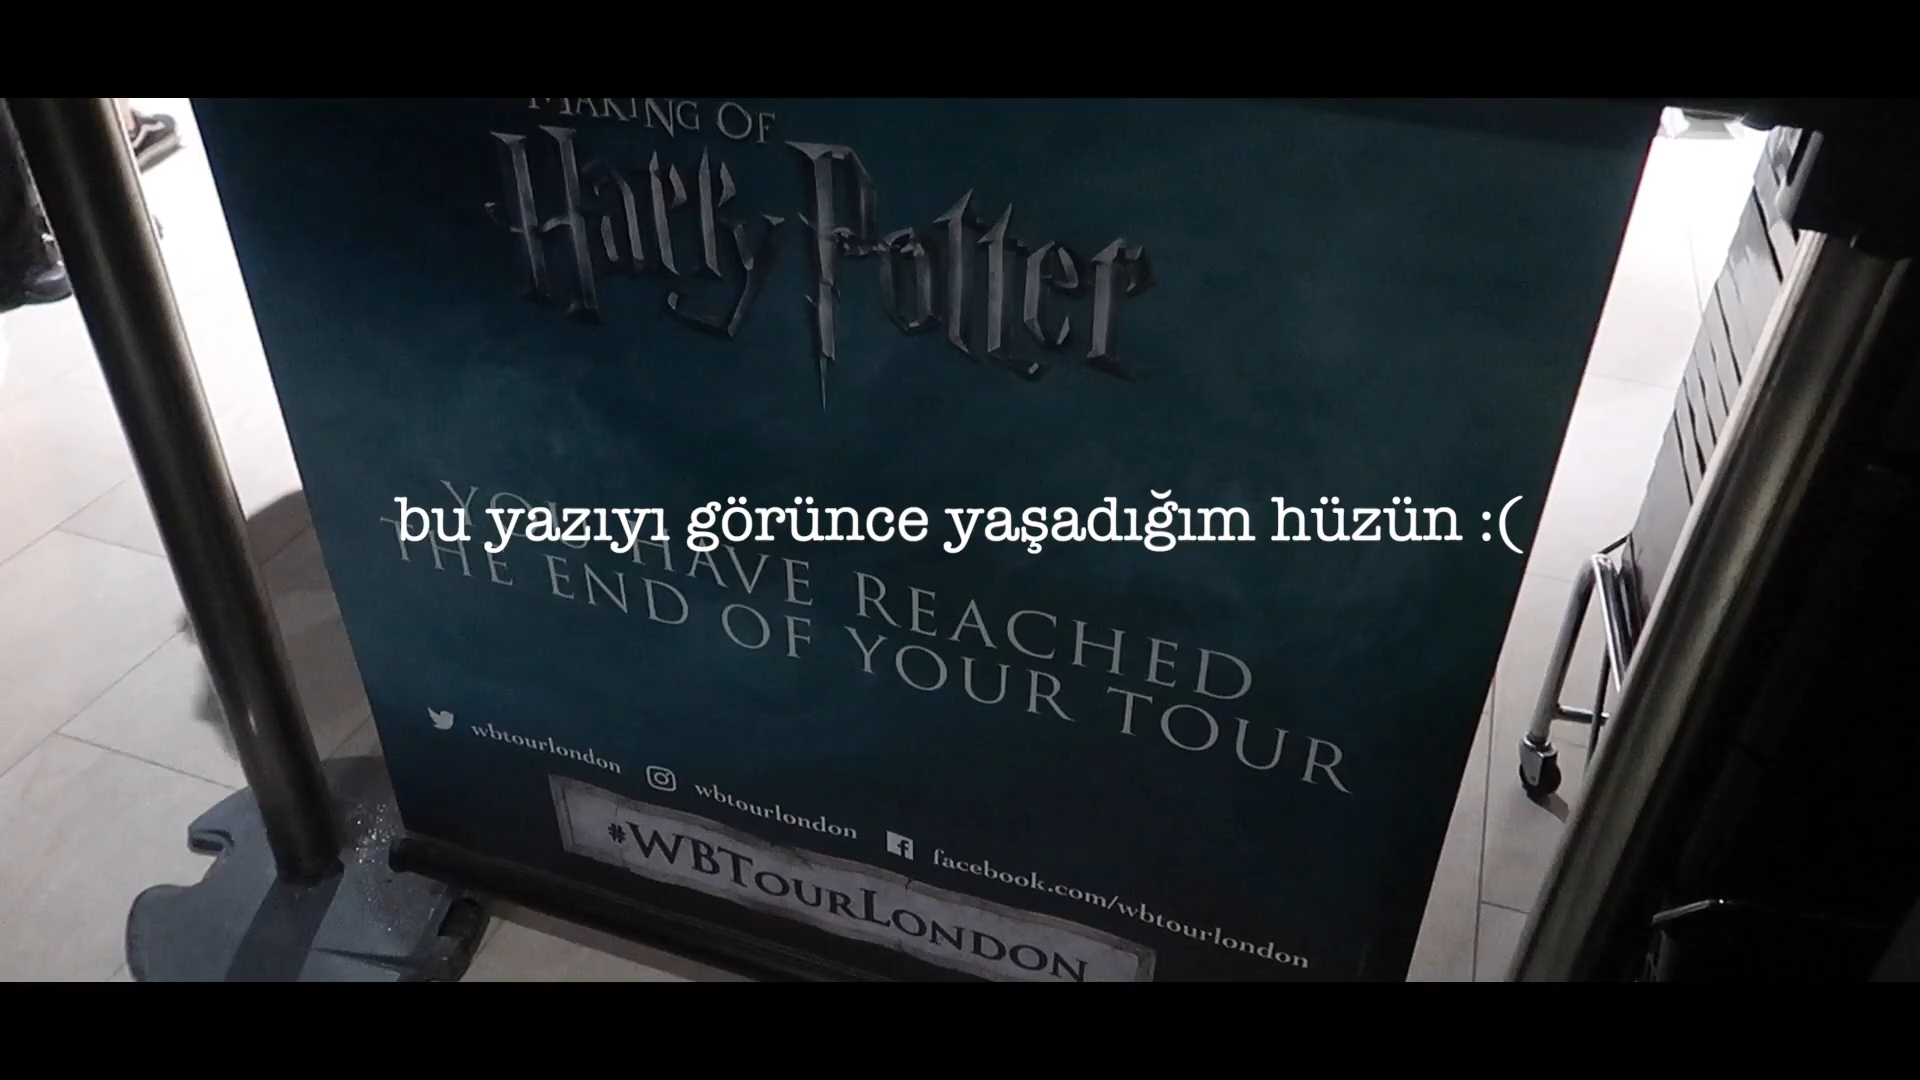 MAKING OF
Harry Potter
bu yazıyı görünce yaşadığım hüzün :(
YOU HAVE REACHED
THE END OF YOUR TOUR
wbtourlondon
wbtourlondon
facebook.com/wbtourlondon
#WBTOURLONDON